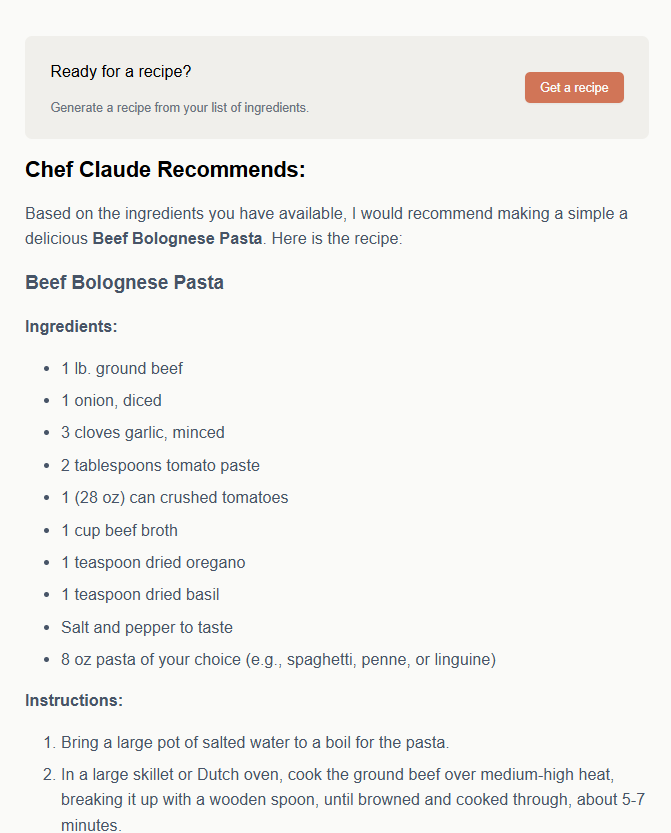 Ready for a recipe?
Generate a recipe from your list of ingredients.
Get a recipe
Chef Claude Recommends:
Based on the ingredients you have available, I would recommend making a simple a
delicious Beef Bolognese Pasta. Here is the recipe:
Beef Bolognese Pasta
Ingredients:
• 1 lb. ground beef
• 1 onion, diced
• 3 cloves garlic, minced
• 2 tablespoons tomato paste
• 1 (28 oz) can crushed tomatoes
• 1 cup beef broth
• 1 teaspoon dried oregano
• 1 teaspoon dried basil
• Salt and pepper to taste
• 8 oz pasta of your choice (e.g., spaghetti, penne, or linguine)
Instructions:
1. Bring a large pot of salted water to a boil for the pasta.
2. In a large skillet or Dutch oven, cook the ground beef over medium-high heat,
breaking it up with a wooden spoon, until browned and cooked through, about 5-7
minutes.